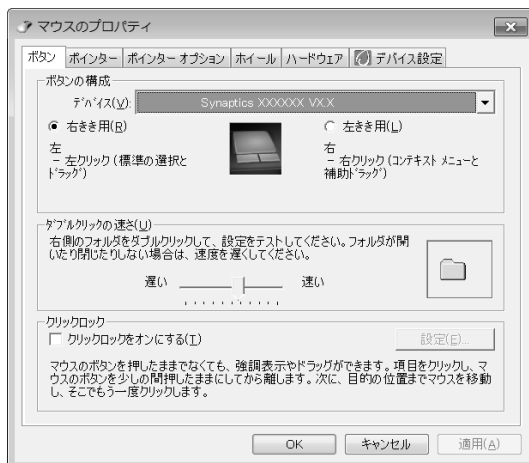 マウスのプロパティ
ボタン ポインター ポインター オプション ホイール ハードウェア デバイス設定
ボタンの構成
デバイス(V): Synaptics XXXXXX VX.X
右きき用(R) 左きき用(L)
左
- 左クリック (標準の選択と
ドラッグ)
右
- 右クリック (コンテキスト メニューと
補助ドラッグ)
ダブルクリックの速さ(U)
右側のフォルダをダブルクリックして、設定をテストしてください。フォルダが開
いたり閉じたりしない場合は、速度を遅くしてください。
遅い 速い
クリックロック
クリックロックをオンにする(T) 設定(E)...
マウスのボタンを押したままでなくても、強調表示やドラッグができます。項目をクリックし、マ
ウスのボタンを少しの間押したままにしてから離します。次に、目的の位置までマウスを移動
し、そこでもう一度クリックします。
OK キャンセル 適用(A)